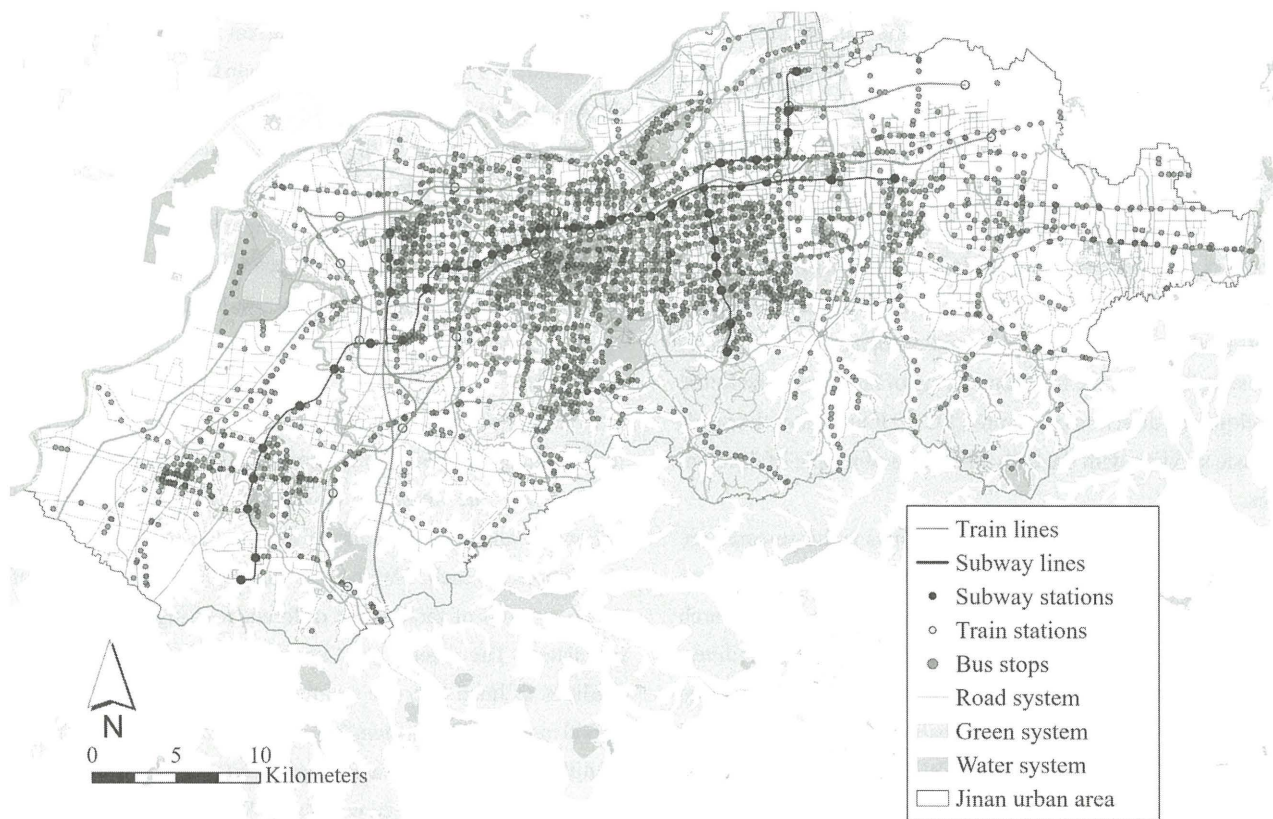 Train lines
Subway lines
Subway stations
Train stations
Bus stops
Road system
Green system
Water system
Jinan urban area
N
0 5 10
Kilometers